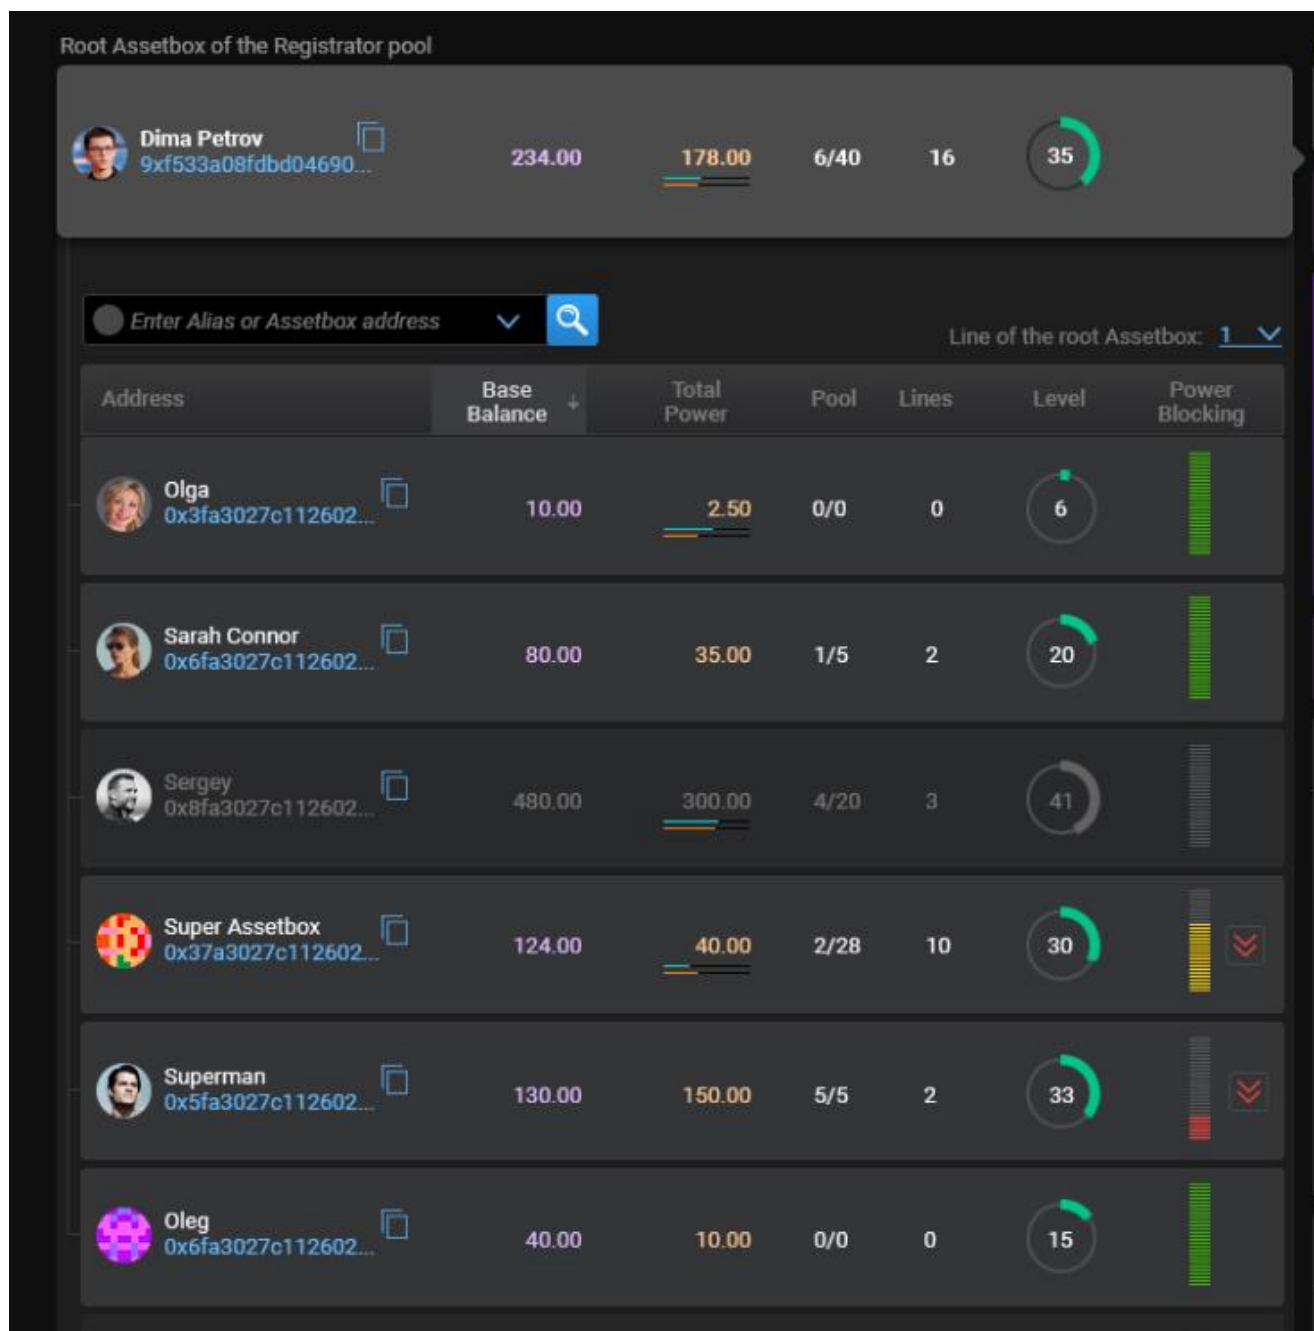 Root Assetbox of the Registrator pool
Dima Petrov
9xf533a08fdbd04690...
234.00
178.00
6/40
16
35
Enter Alias or Assetbox address
Line of the root Assetbox: 1
Address
Base Balance
Total Power
Pool
Lines
Level
Power Blocking
Olga
0x3fa3027c112602...
10.00
2.50
0/0
0
6
Sarah Connor
0x6fa3027c112602...
80.00
35.00
1/5
2
20
Sergey
0x8fa3027c112602...
480.00
300.00
4/20
3
41
Super Assetbox
0x37a3027c112602...
124.00
40.00
2/28
10
30
Superman
0x5fa3027c112602...
130.00
150.00
5/5
2
33
Oleg
0x6fa3027c112602...
40.00
10.00
0/0
0
15